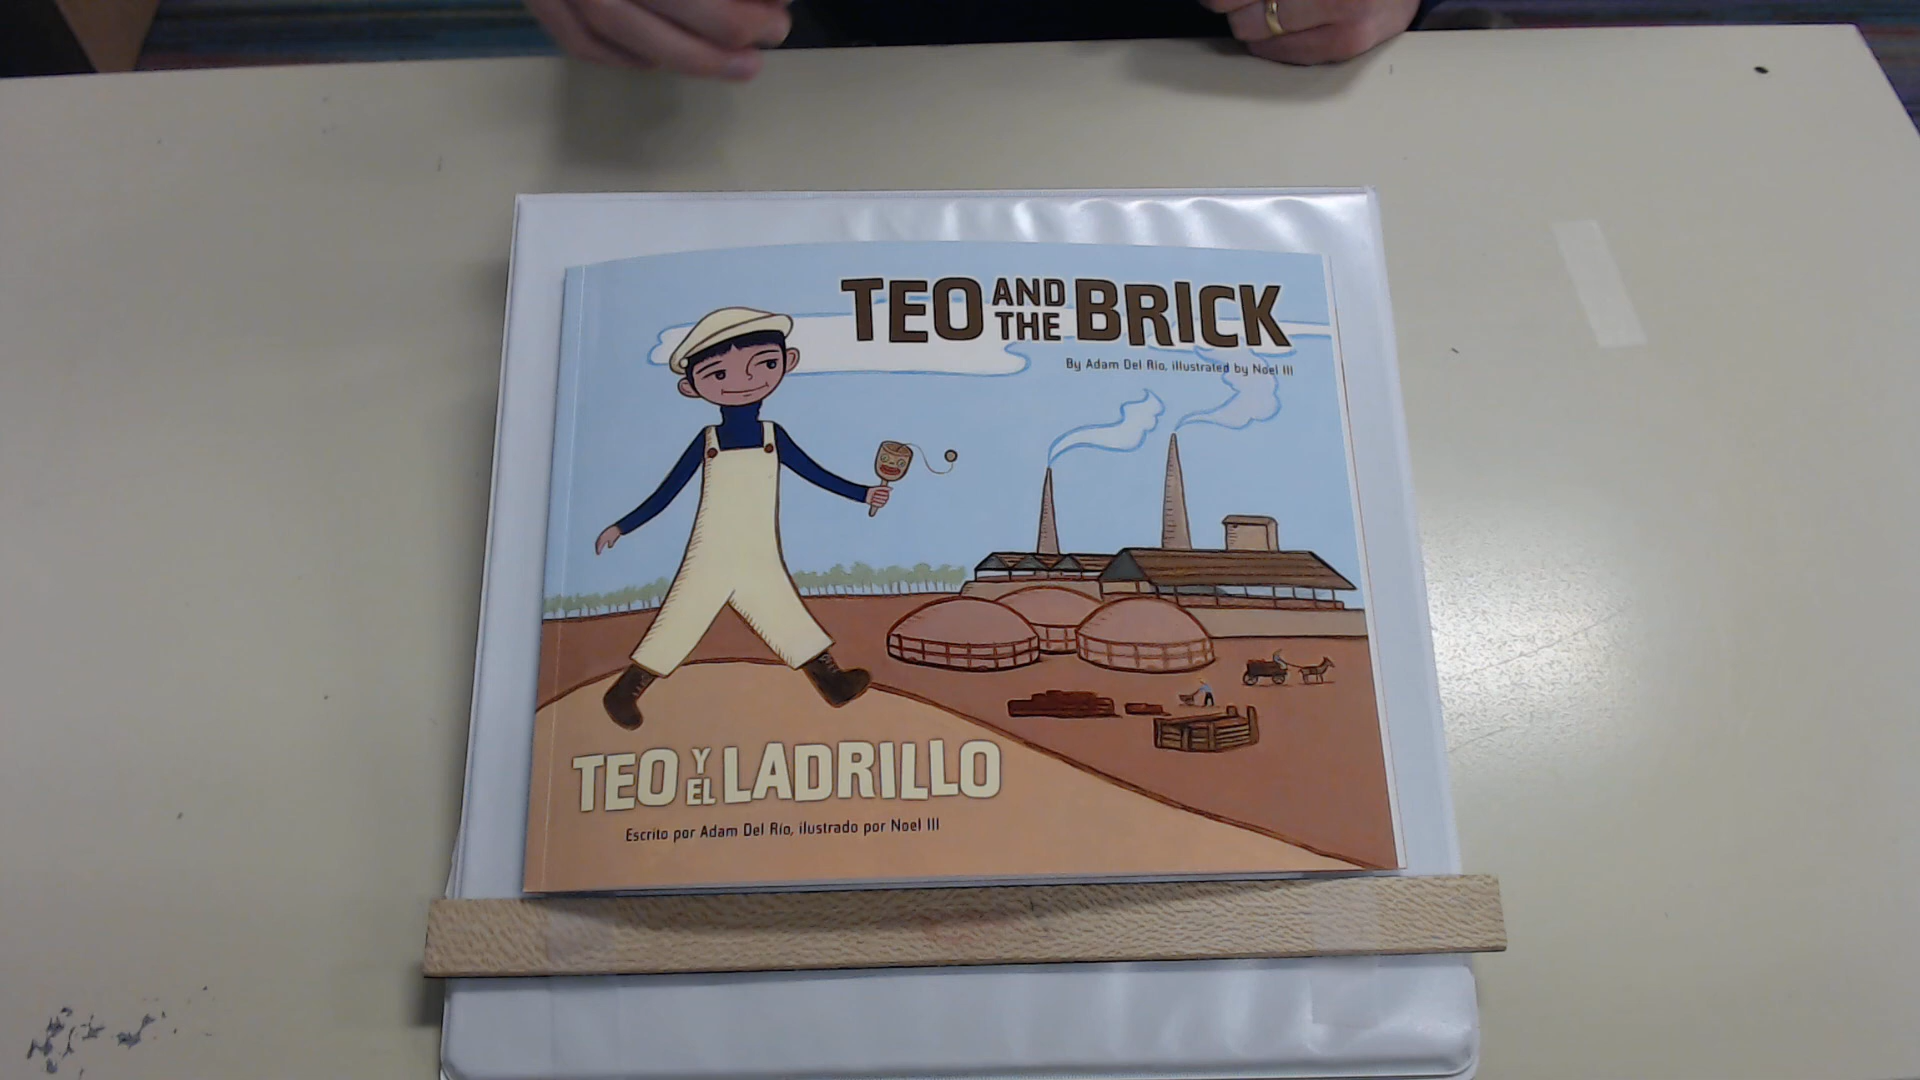 TEO AND THE BRICK
By Adam Del Río, illustrated by Noel III
TEO Y EL LADRILLO
Escrito por Adam Del Río, ilustrado por Noel III